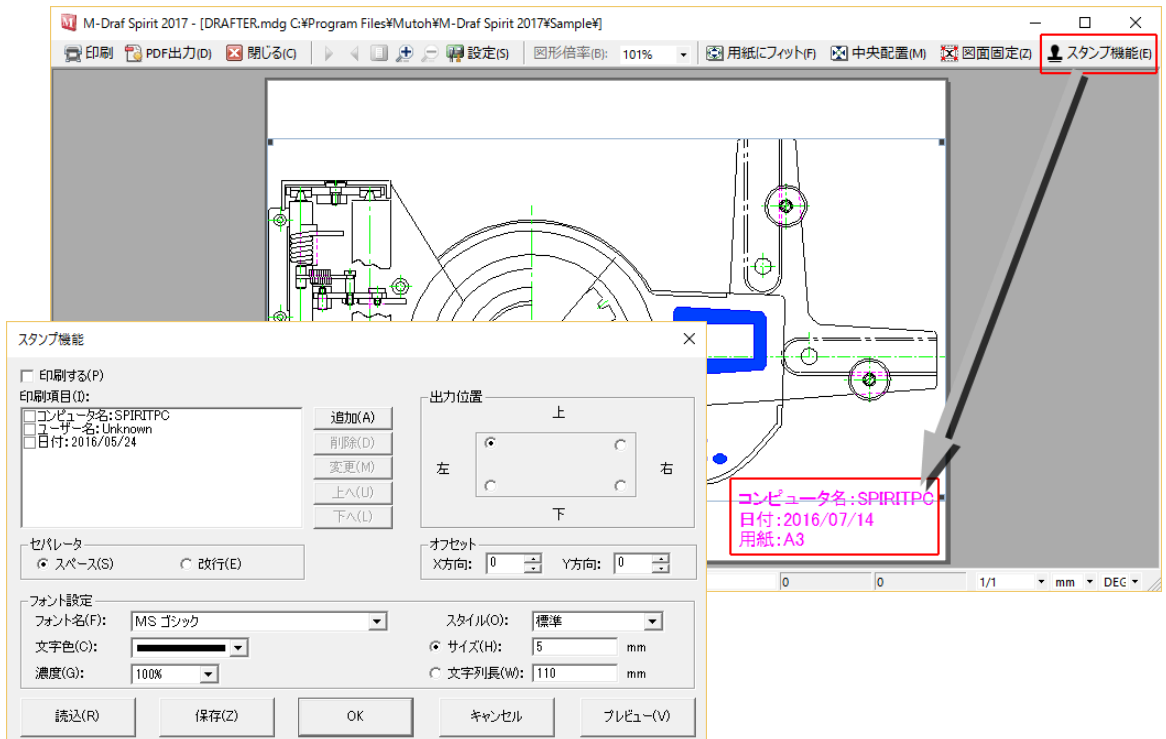 M-Draf Spirit 2017 - [DRAFTER.mdg C:¥Program Files¥Mutoh¥M-Draf Spirit 2017¥Sample¥]
印刷 PDF出力(D) 閉じる(C) 設定(S) 図形倍率(B): 101% 用紙にフィット(F) 中央配置(M) 図面固定(Z) スタンプ機能(E)
コンピュータ名:SPIRITPC
日付:2016/07/14
用紙:A3
0 0 1/1 mm DEG
スタンプ機能
印刷する(P)
印刷項目(I):
コンピュータ名:SPIRITPC
ユーザー名:Unknown
日付:2016/05/24
追加(A)
削除(D)
変更(M)
上へ(U)
下へ(L)
出力位置
上
左 右
下
セパレータ
スペース(S) 改行(E)
オフセット
X方向: 0 Y方向: 0
フォント設定
フォント名(F): MS ゴシック スタイル(O): 標準
文字色(C): サイズ(H): 5 mm
濃度(G): 100% 文字列長(W): 110 mm
読込(R) 保存(Z) OK キャンセル プレビュー(V)